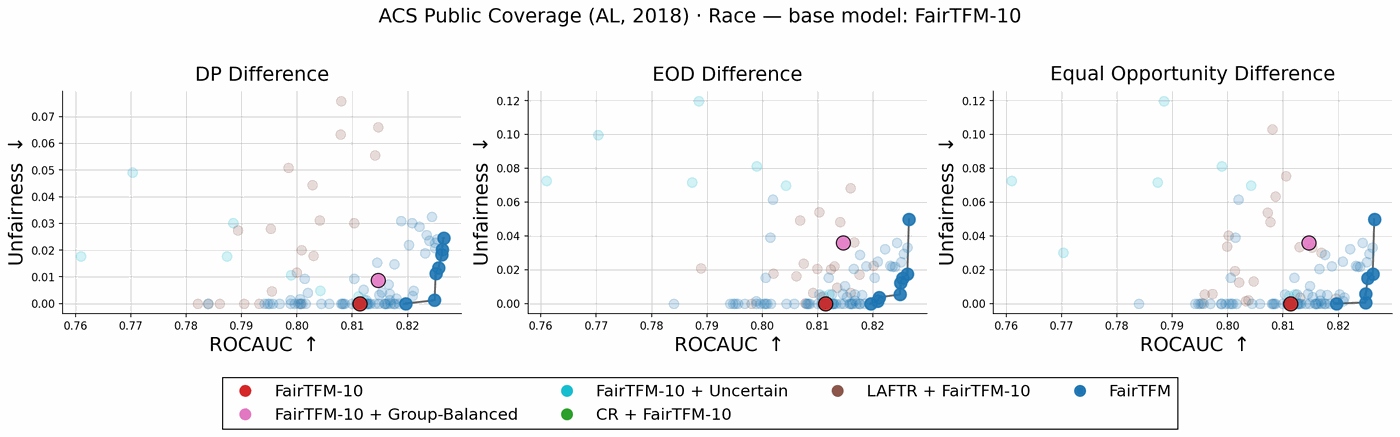 ACS Public Coverage (AL, 2018) · Race — base model: FairTFM-10
DP Difference
EOD Difference
Equal Opportunity Difference
Unfairness ↓
0.07
0.06
0.05
0.04
0.03
0.02
0.01
0.00
0.76 0.77 0.78 0.79 0.80 0.81 0.82
ROCAUC ↑
Unfairness ↓
0.12
0.10
0.08
0.06
0.04
0.02
0.00
0.76 0.77 0.78 0.79 0.80 0.81 0.82
ROCAUC ↑
Unfairness ↓
0.12
0.10
0.08
0.06
0.04
0.02
0.00
0.76 0.77 0.78 0.79 0.80 0.81 0.82
ROCAUC ↑
FairTFM-10
FairTFM-10 + Uncertain
LAFTR + FairTFM-10
FairTFM
FairTFM-10 + Group-Balanced
CR + FairTFM-10